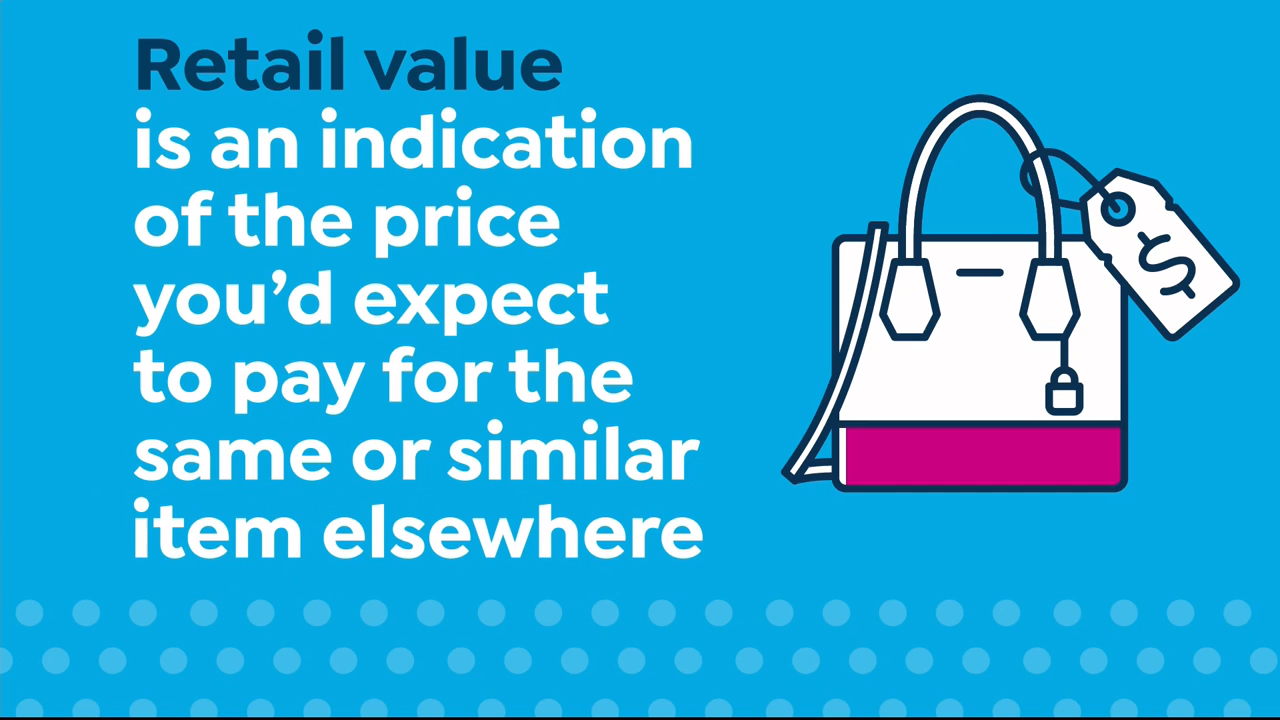 Retail value
is an indication
of the price
you’d expect
to pay for the
same or similar
item elsewhere
$